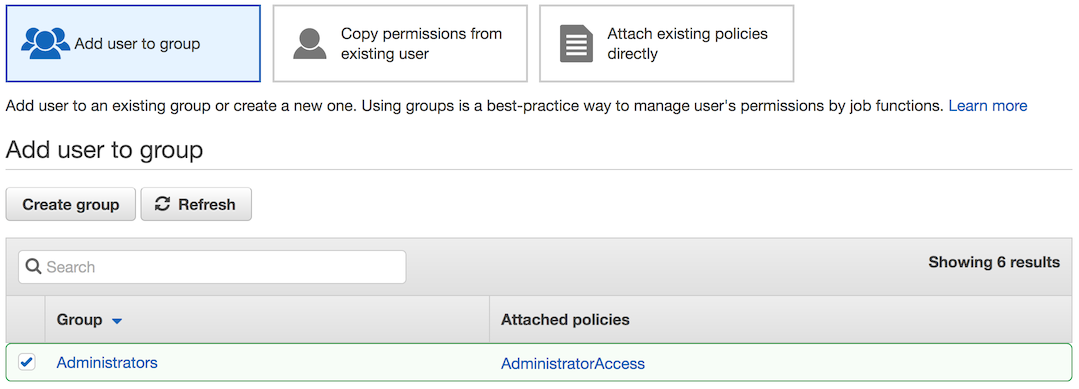 Add user to group
Copy permissions from
existing user
Attach existing policies
directly
Add user to an existing group or create a new one. Using groups is a best-practice way to manage user's permissions by job functions. Learn more
Add user to group
Create group Refresh
Search Showing 6 results
Group Attached policies
Administrators AdministratorAccess